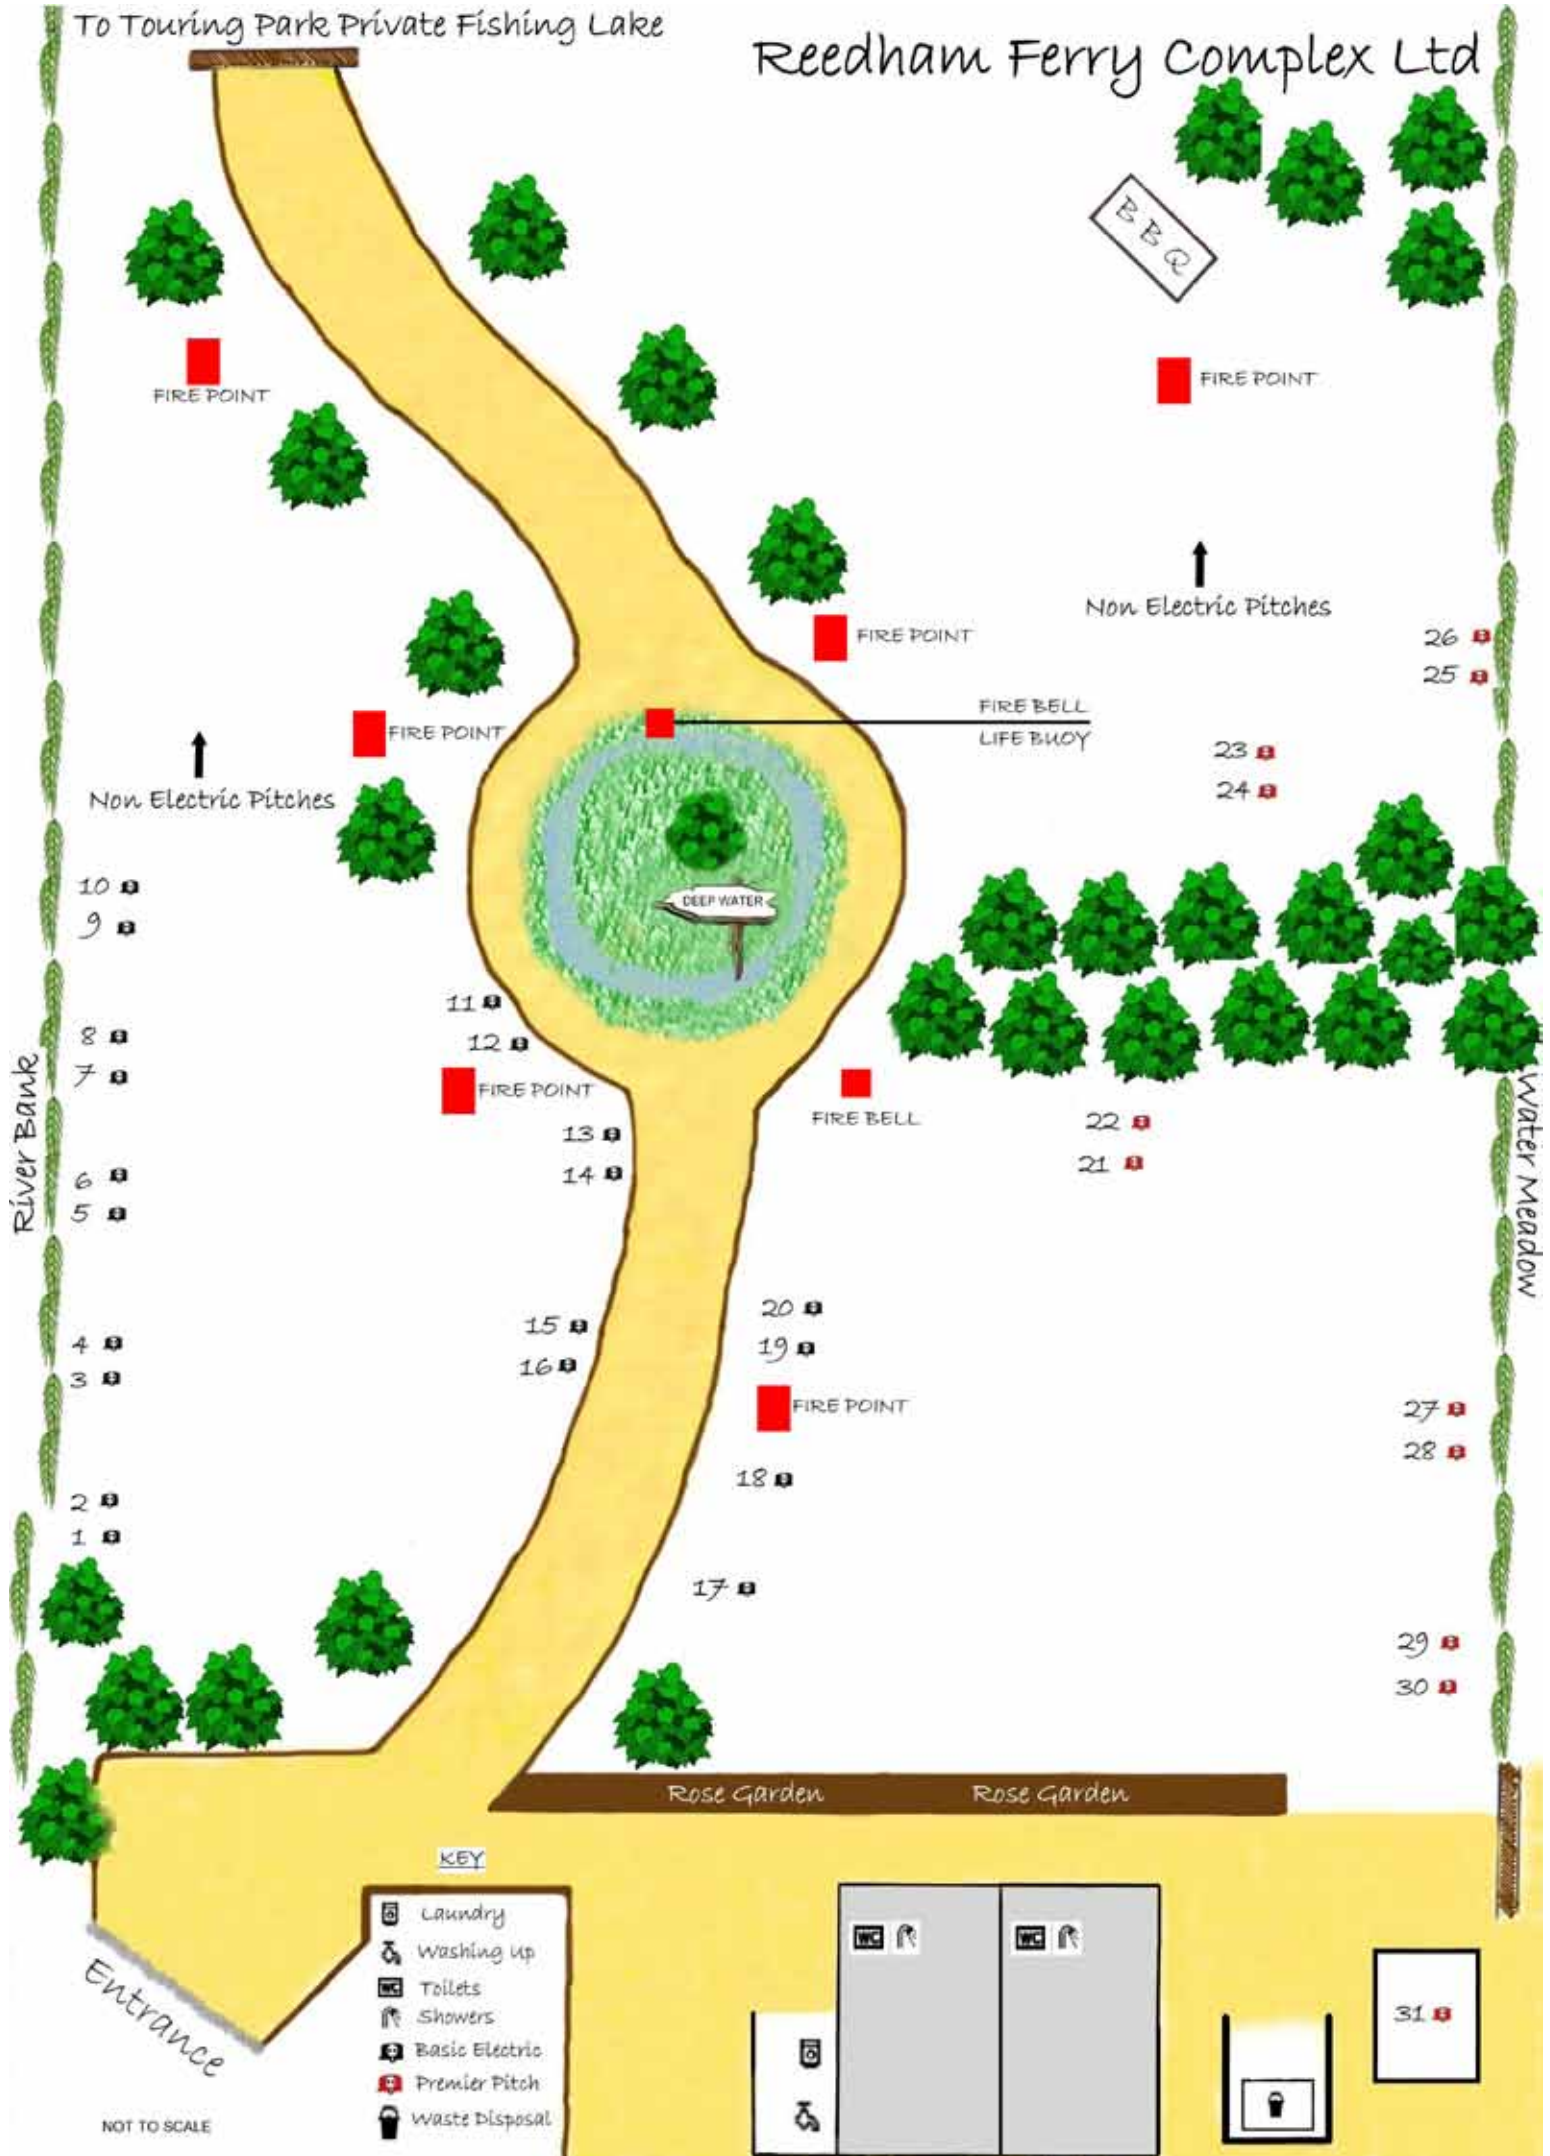 To Touring Park Private Fishing Lake
Reedham Ferry Complex Ltd
BBQ
FIRE POINT
FIRE POINT
Non Electric Pitches
FIRE POINT
26
25
FIRE BELL
LIFE BUOY
FIRE POINT
23
24
Non Electric Pitches
10
9
DEEP WATER
11
12
8
7
FIRE POINT
FIRE BELL
River Bank
Water Meadow
13
14
22
21
6
5
20
19
15
16
4
3
FIRE POINT
27
28
18
2
1
17
29
30
Rose Garden
Rose Garden
KEY
Laundry
Washing Up
WC
Toilets
Showers
Basic Electric
Premier Pitch
Waste Disposal
WC
WC
Entrance
31
NOT TO SCALE